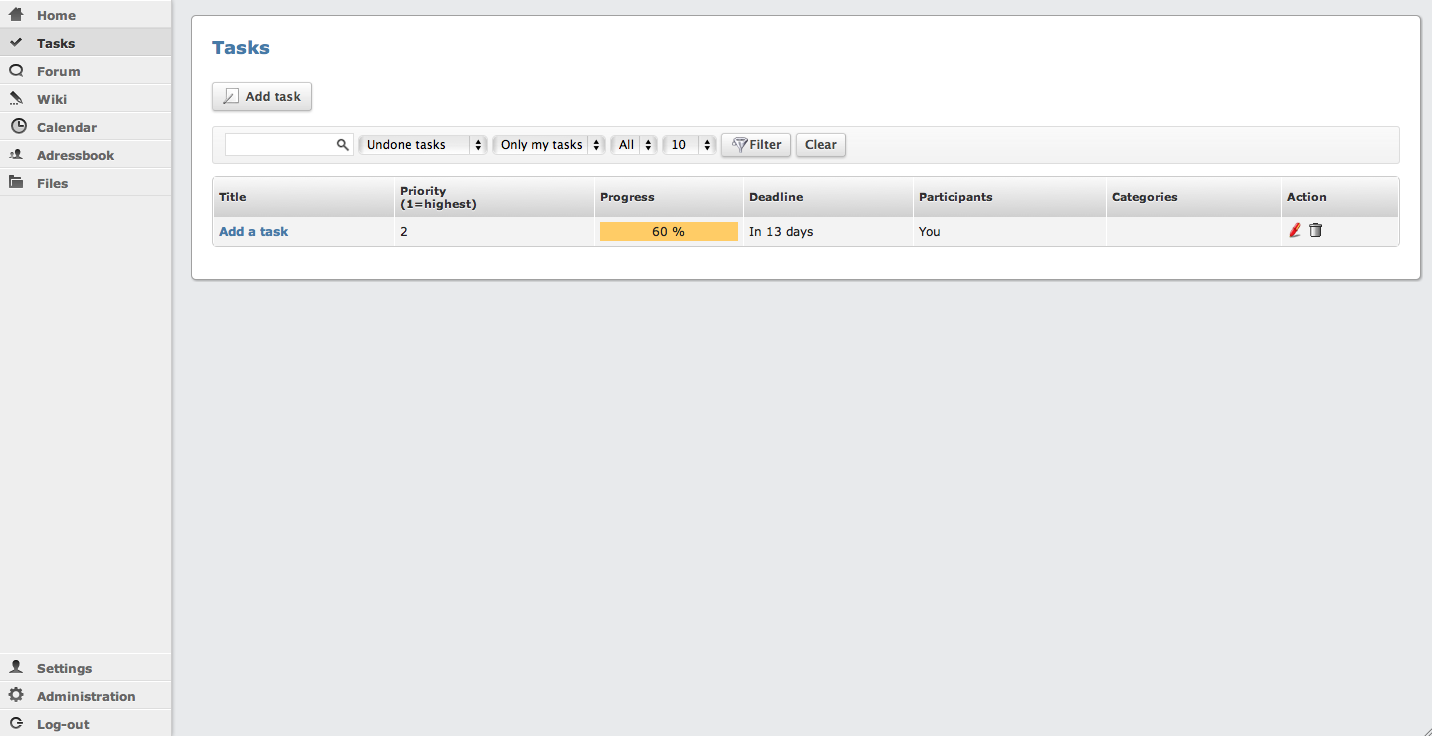 Home
Tasks
Forum
Wiki
Calendar
Adressbook
Files
Settings
Administration
Log-out
Tasks
Add task
Undone tasks Only my tasks All 10 Filter Clear
Title Priority Progress Deadline Participants Categories Action
(1=highest)
Add a task 2 60 % In 13 days You